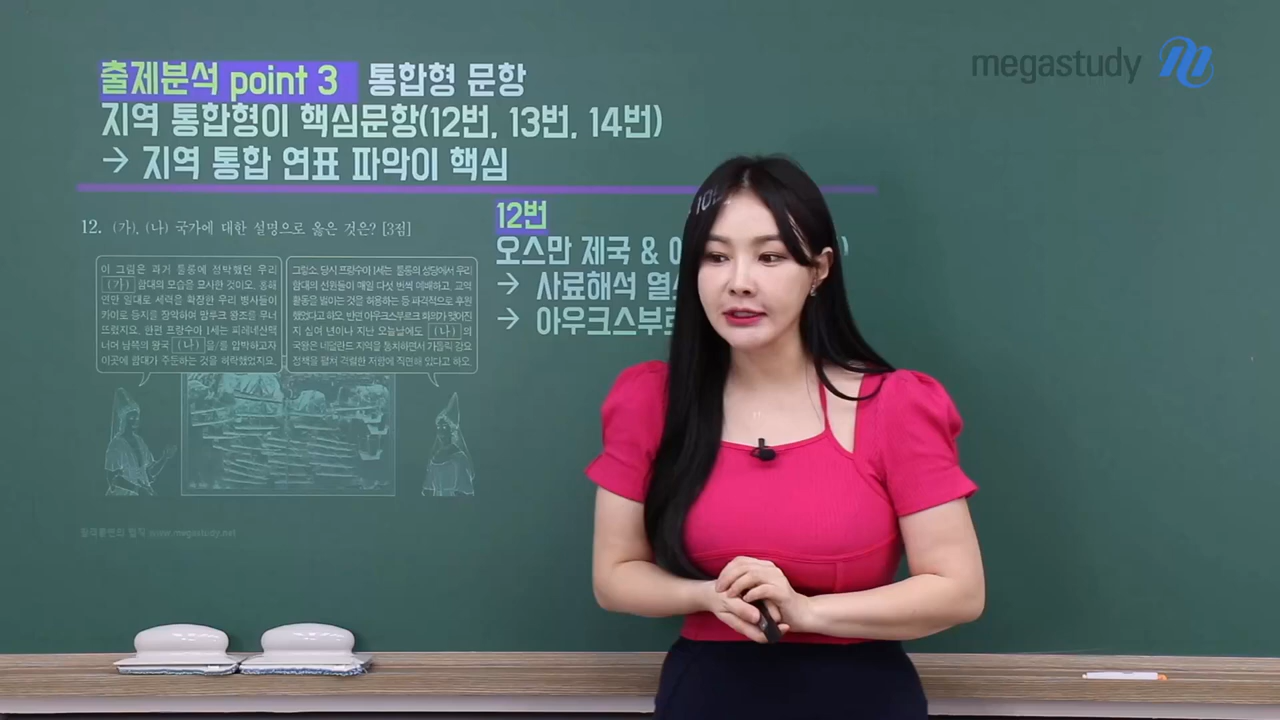 megastudy
출제분석 point 3 통합형 문항
지역 통합형이 핵심문항(12번, 13번, 14번)
→ 지역 통합 연표 파악이 핵심
12. (가), (나) 국가에 대한 설명으로 옳은 것은? [3점]
이 그림은 과거 툴롱에 정박했던 우리
(가) 함대의 모습을 묘사한 것이오. 홍해
연안 일대로 세력을 확장한 우리 병사들이
카이로 등지를 장악하여 맘루크 왕조를 무너
뜨렸지요. 한편 프랑수아 1세는 피레네산맥
너머 남쪽의 왕국 (나) 을/를 압박하고자
이곳에 함대가 주둔하는 것을 허락했었지요.
그렇소. 당시 프랑수아 1세는 툴롱의 성당에서 우리
함대의 선원들이 매일 다섯 번씩 예배하고, 교역
활동을 벌이는 것을 허용하는 등 파격적으로 후원
했었다고 하오. 반면 아우크스부르크 회의가 맺어진
지 십여 년이나 지난 오늘날에도 (나) 의
국왕은 네덜란드 지역을 통치하면서 가톨릭 강요
정책을 펼쳐 격렬한 저항에 직면해 있다고 하오.
12번
오스만 제국 &
→ 사료해석
→ 아우크스부르
www.megastudy.net